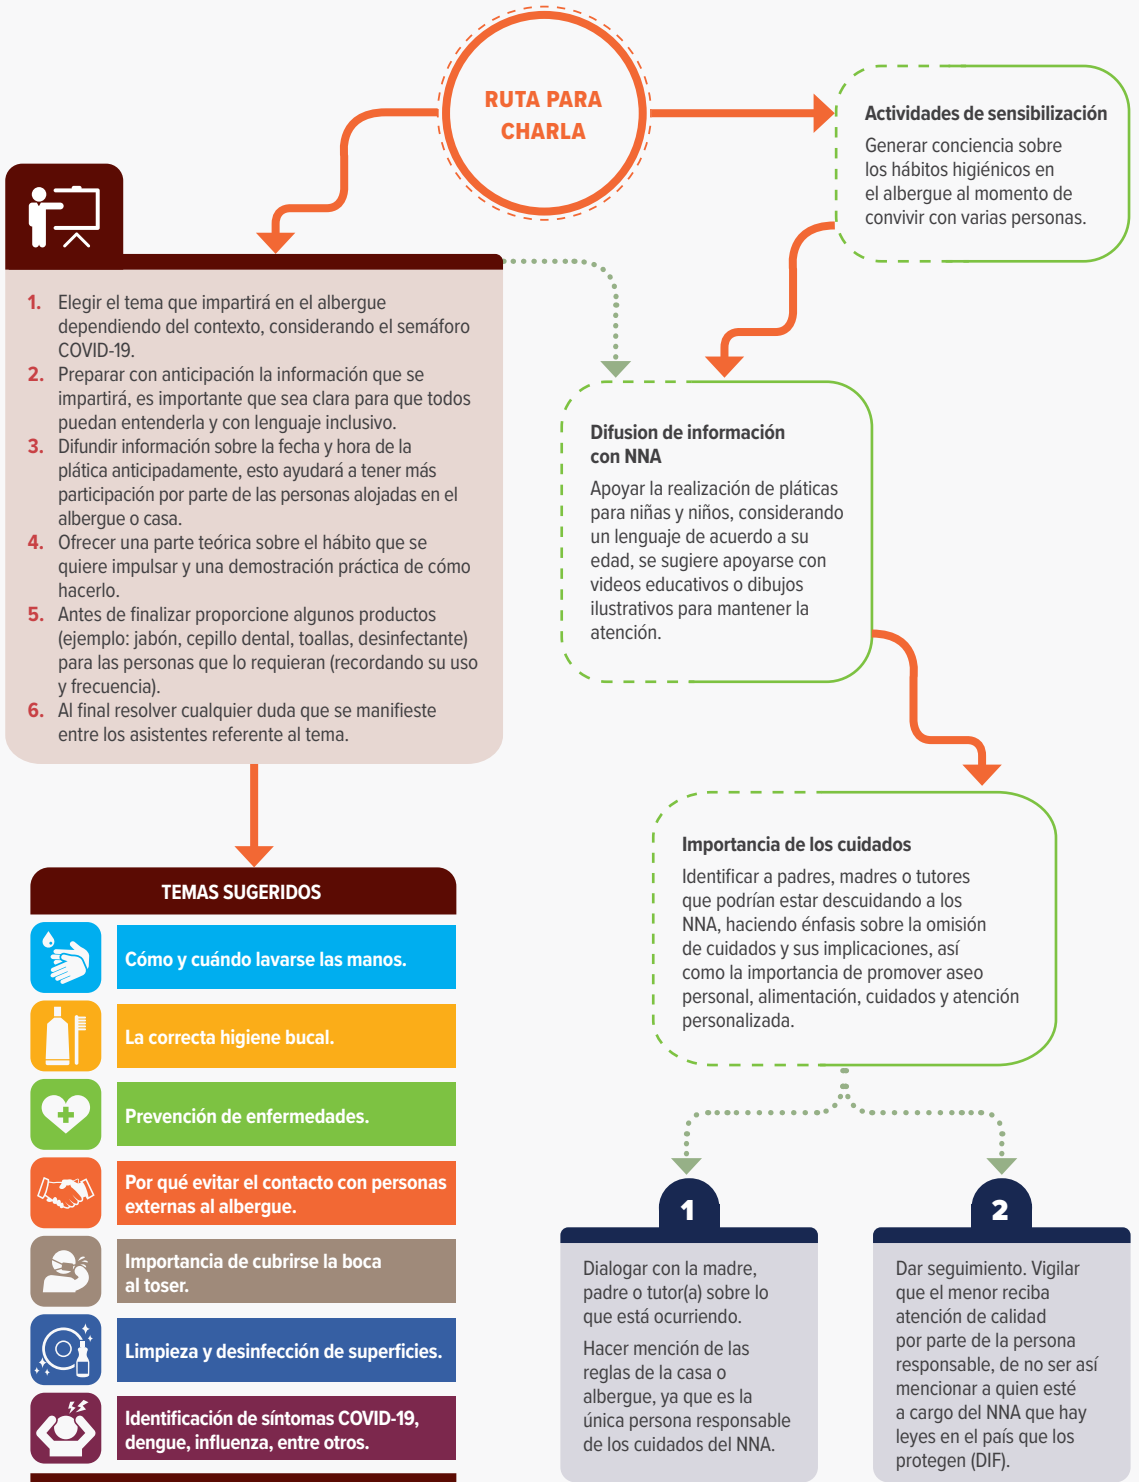 RUTA PARA
CHARLA
Actividades de sensibilización
Generar conciencia sobre
los hábitos higiénicos en
el albergue al momento de
convivir con varias personas.
1. Elegir el tema que impartirá en el albergue
dependiendo del contexto, considerando el semáforo
COVID-19.
2. Preparar con anticipación la información que se
impartirá, es importante que sea clara para que todos
puedan entenderla y con lenguaje inclusivo.
3. Difundir información sobre la fecha y hora de la
plática anticipadamente, esto ayudará a tener más
participación por parte de las personas alojadas en el
albergue o casa.
4. Ofrecer una parte teórica sobre el hábito que se
quiere impulsar y una demostración práctica de cómo
hacerlo.
5. Antes de finalizar proporcione algunos productos
(ejemplo: jabón, cepillo dental, toallas, desinfectante)
para las personas que lo requieran (recordando su uso
y frecuencia).
6. Al final resolver cualquier duda que se manifieste
entre los asistentes referente al tema.
Difusion de información
con NNA
Apoyar la realización de pláticas
para niñas y niños, considerando
un lenguaje de acuerdo a su
edad, se sugiere apoyarse con
videos educativos o dibujos
ilustrativos para mantener la
atención.
Importancia de los cuidados
Identificar a padres, madres o tutores
que podrían estar descuidando a los
NNA, haciendo énfasis sobre la omisión
de cuidados y sus implicaciones, así
como la importancia de promover aseo
personal, alimentación, cuidados y atención
personalizada.
TEMAS SUGERIDOS
Cómo y cuándo lavarse las manos.
La correcta higiene bucal.
Prevención de enfermedades.
Por qué evitar el contacto con personas
externas al albergue.
Importancia de cubrirse la boca
al toser.
Limpieza y desinfección de superficies.
Identificación de síntomas COVID-19,
dengue, influenza, entre otros.
1
Dialogar con la madre,
padre o tutor(a) sobre lo
que está ocurriendo.
Hacer mención de las
reglas de la casa o
albergue, ya que es la
única persona responsable
de los cuidados del NNA.
2
Dar seguimiento. Vigilar
que el menor reciba
atención de calidad
por parte de la persona
responsable, de no ser así
mencionar a quien esté
a cargo del NNA que hay
leyes en el país que los
protegen (DIF).